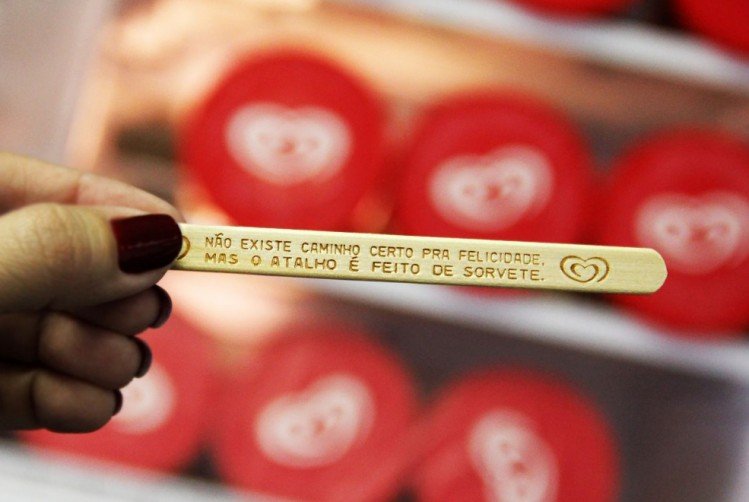 NÃO EXISTE CAMINHO CERTO PRA FELICIDADE.
MAS O ATALHO É FEITO DE SORVETE.